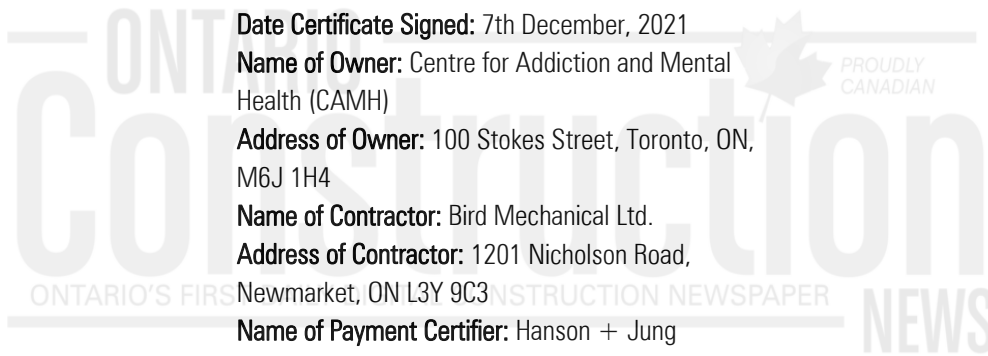 Date Certificate Signed: 7th December, 2021
Name of Owner: Centre for Addiction and Mental
Health (CAMH)
Address of Owner: 100 Stokes Street, Toronto, ON,
M6J 1H4
Name of Contractor: Bird Mechanical Ltd.
Address of Contractor: 1201 Nicholson Road,
Newmarket, ON L3Y 9C3
Name of Payment Certifier: Hanson + Jung
ONTARIO
PROUDLY
CANADIAN
Construction
ONTARIO'S FIRS
NSTRUCTION NEWSPAPER
NEWS